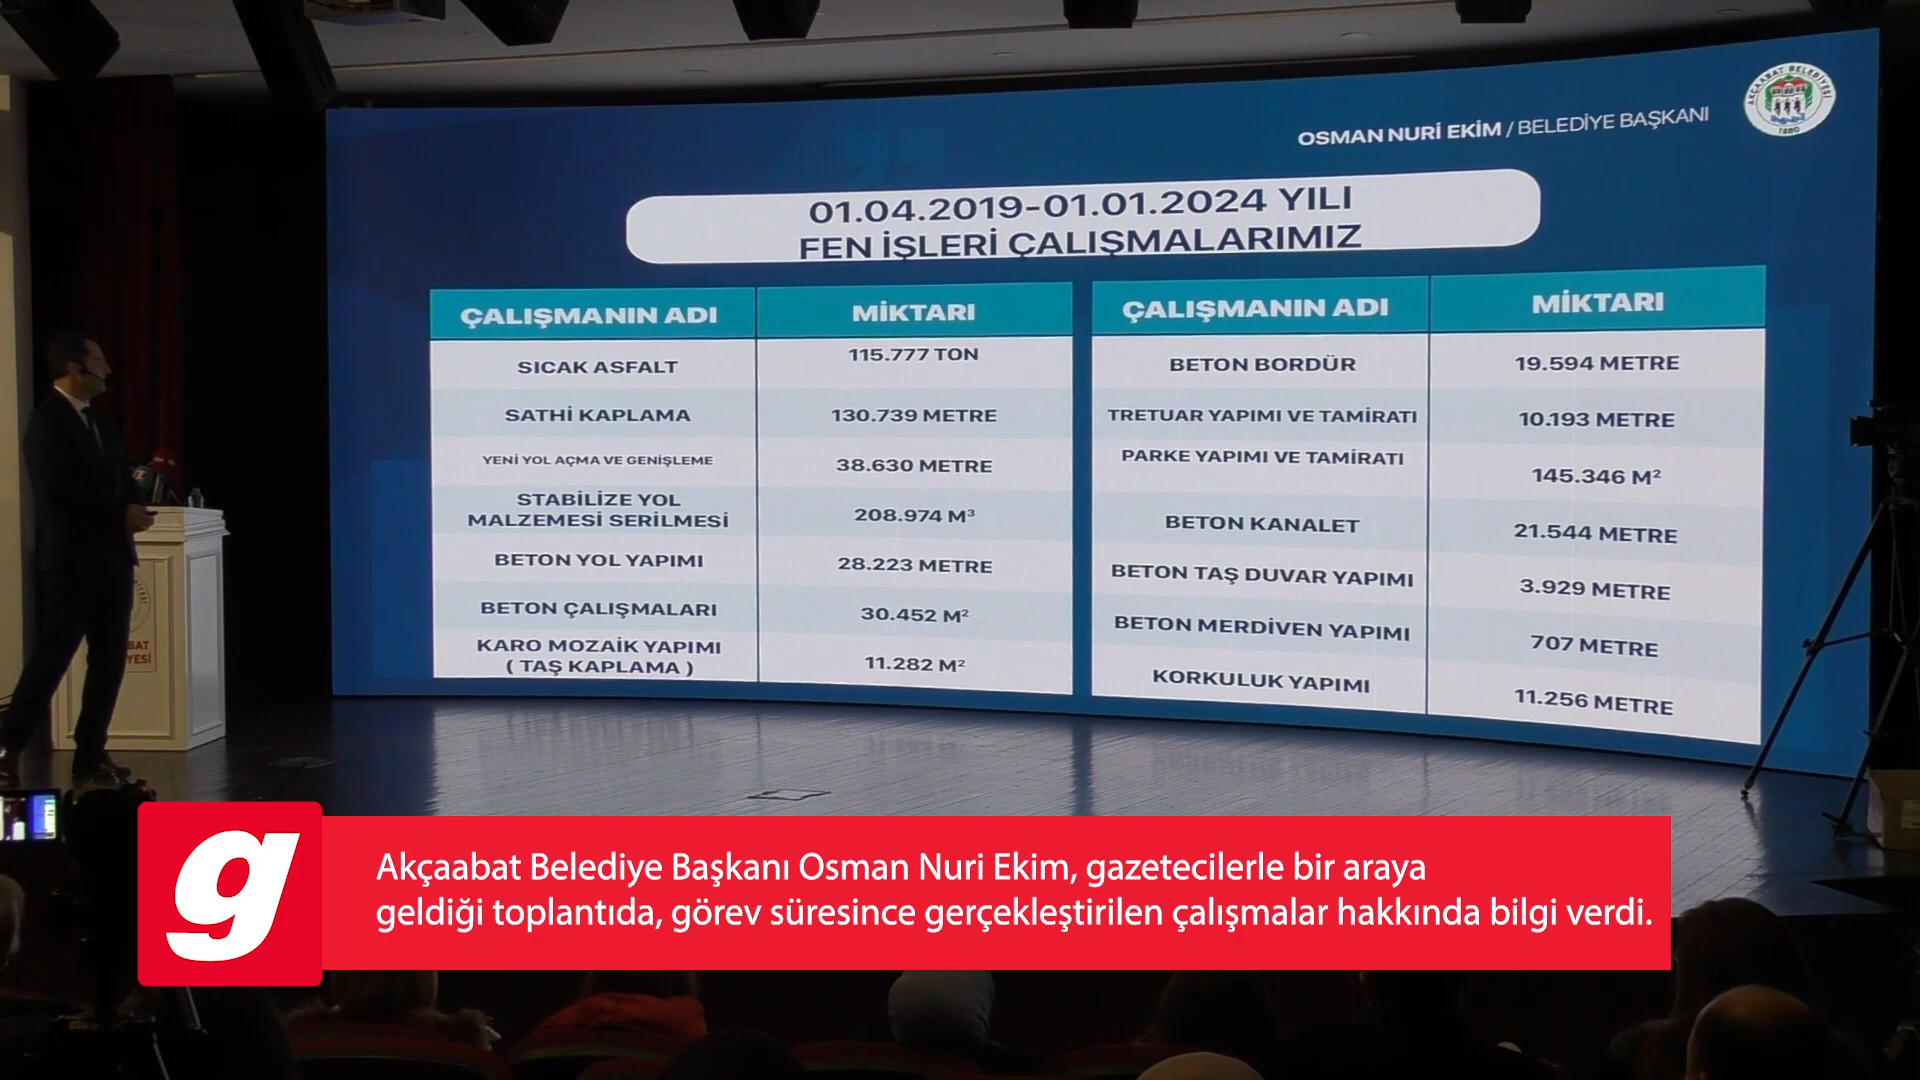 AKÇAABAT BELEDİYESİ
1880
OSMAN NURİ EKİM / BELEDİYE BAŞKANI
01.04.2019-01.01.2024 YILI
FEN İŞLERİ ÇALIŞMALARIMIZ
ÇALIŞMANIN ADI MİKTARI
SICAK ASFALT 115.777 TON
SATHİ KAPLAMA 130.739 METRE
YENİ YOL AÇMA VE GENİŞLEME 38.630 METRE
STABİLİZE YOL
MALZEMESİ SERİLMESİ 208.974 M³
BETON YOL YAPIMI 28.223 METRE
BETON ÇALIŞMALARI 30.452 M²
KARO MOZAİK YAPIMI
( TAŞ KAPLAMA ) 11.282 M²
ÇALIŞMANIN ADI MİKTARI
BETON BORDÜR 19.594 METRE
TRETUAR YAPIMI VE TAMİRATI 10.193 METRE
PARKE YAPIMI VE TAMİRATI 145.346 M²
BETON KANALET 21.544 METRE
BETON TAŞ DUVAR YAPIMI 3.929 METRE
BETON MERDİVEN YAPIMI 707 METRE
KORKULUK YAPIMI 11.256 METRE
BAT
YESİ
g
Akçaabat Belediye Başkanı Osman Nuri Ekim, gazetecilerle bir araya
geldiği toplantıda, görev süresince gerçekleştirilen çalışmalar hakkında bilgi verdi.